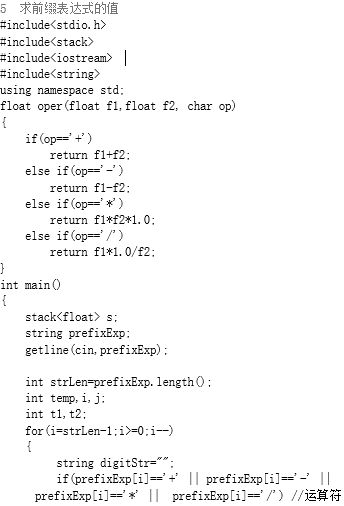 5  求前缀表达式的值
#include<stdio.h>
#include<stack>
#include<iostream>
#include<string>
using namespace std;
float oper(float f1,float f2, char op)
{
    if(op=='+')
        return f1+f2;
    else if(op=='-')
        return f1-f2;
    else if(op=='*')
        return f1*f2*1.0;
    else if(op=='/')
        return f1*1.0/f2;
}
int main()
{
    stack<float> s;
    string prefixExp;
    getline(cin,prefixExp);

    int strLen=prefixExp.length();
    int temp,i,j;
    int t1,t2;
    for(i=strLen-1;i>=0;i--)
    {
        string digitStr="";
        if(prefixExp[i]=='+' || prefixExp[i]=='-' ||
     prefixExp[i]=='*' ||  prefixExp[i]=='/') //运算符